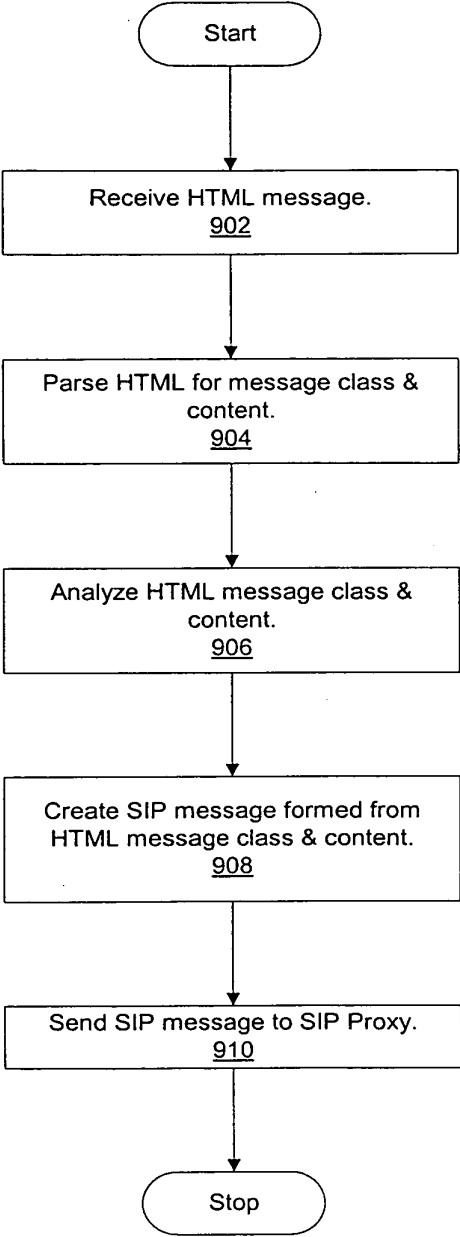 Start
Receive HTML message.
902
Parse HTML for message class &
content.
904
Analyze HTML message class &
content.
906
Create SIP message formed from
HTML message class & content.
908
Send SIP message to SIP Proxy.
910
Stop